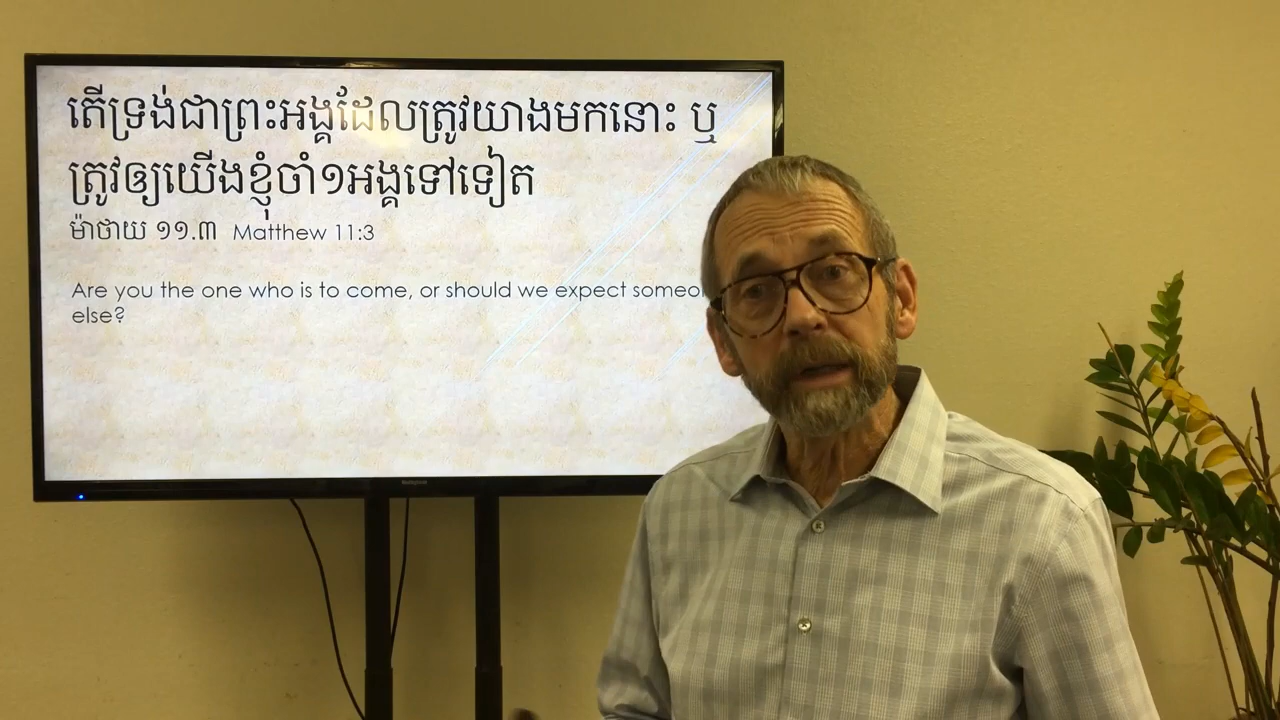 តើទ្រង់ជាព្រះអង្គដែលត្រូវយាងមកនោះ ឬ
ត្រូវឲ្យយើងខ្ញុំចាំ១អង្គទៅទៀត
ម៉ាថាយ ១១.៣ Matthew 11:3
Are you the one who is to come, or should we expect
else?